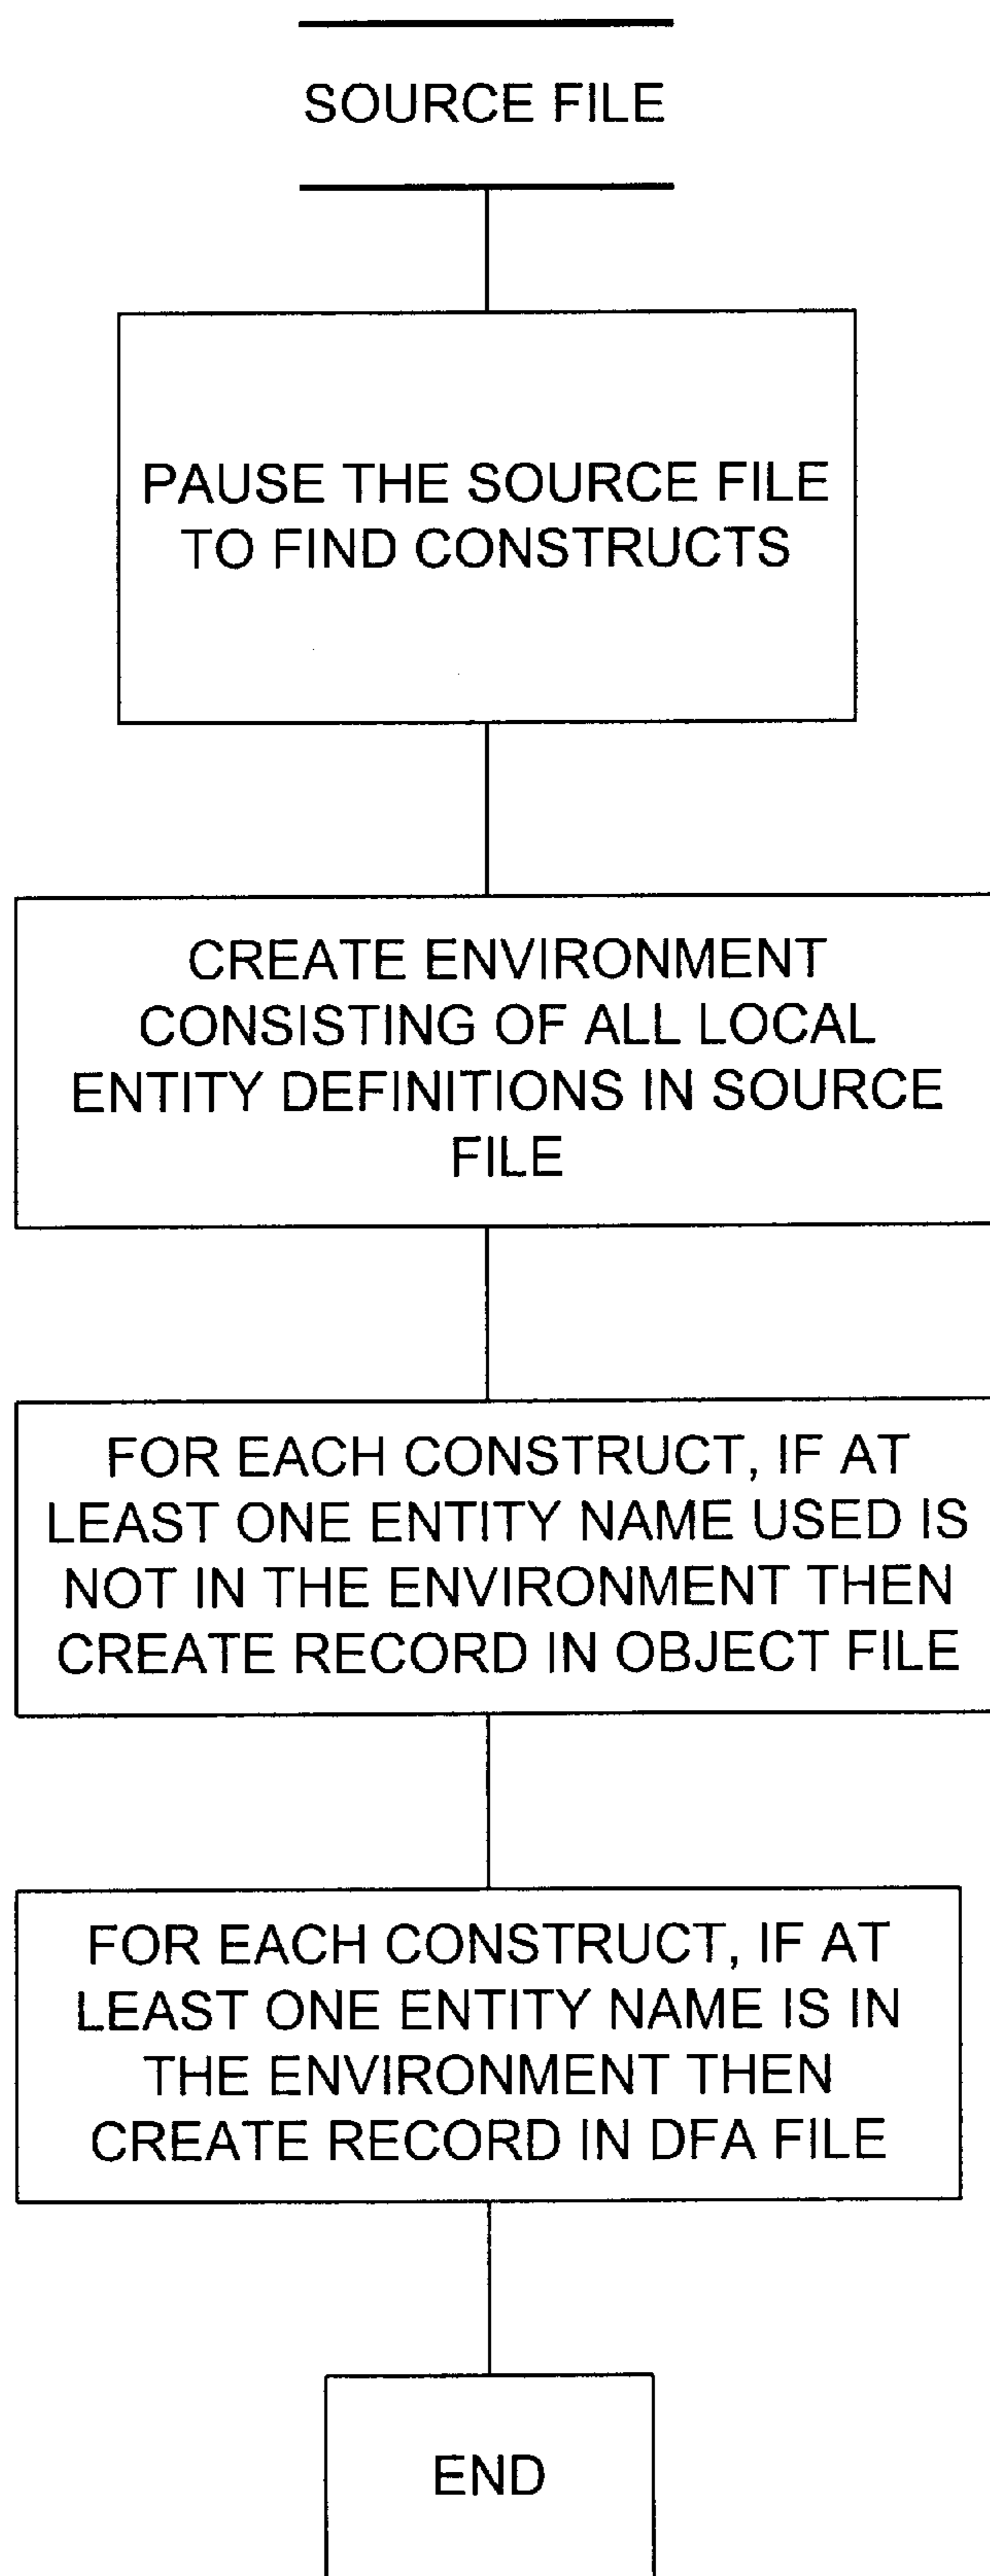 SOURCE FILE
PAUSE THE SOURCE FILE
TO FIND CONSTRUCTS
CREATE ENVIRONMENT
CONSISTING OF ALL LOCAL
ENTITY DEFINITIONS IN SOURCE
FILE
FOR EACH CONSTRUCT, IF AT
LEAST ONE ENTITY NAME USED IS
NOT IN THE ENVIRONMENT THEN
CREATE RECORD IN OBJECT FILE
FOR EACH CONSTRUCT, IF AT
LEAST ONE ENTITY NAME IS IN
THE ENVIRONMENT THEN
CREATE RECORD IN DFA FILE
END